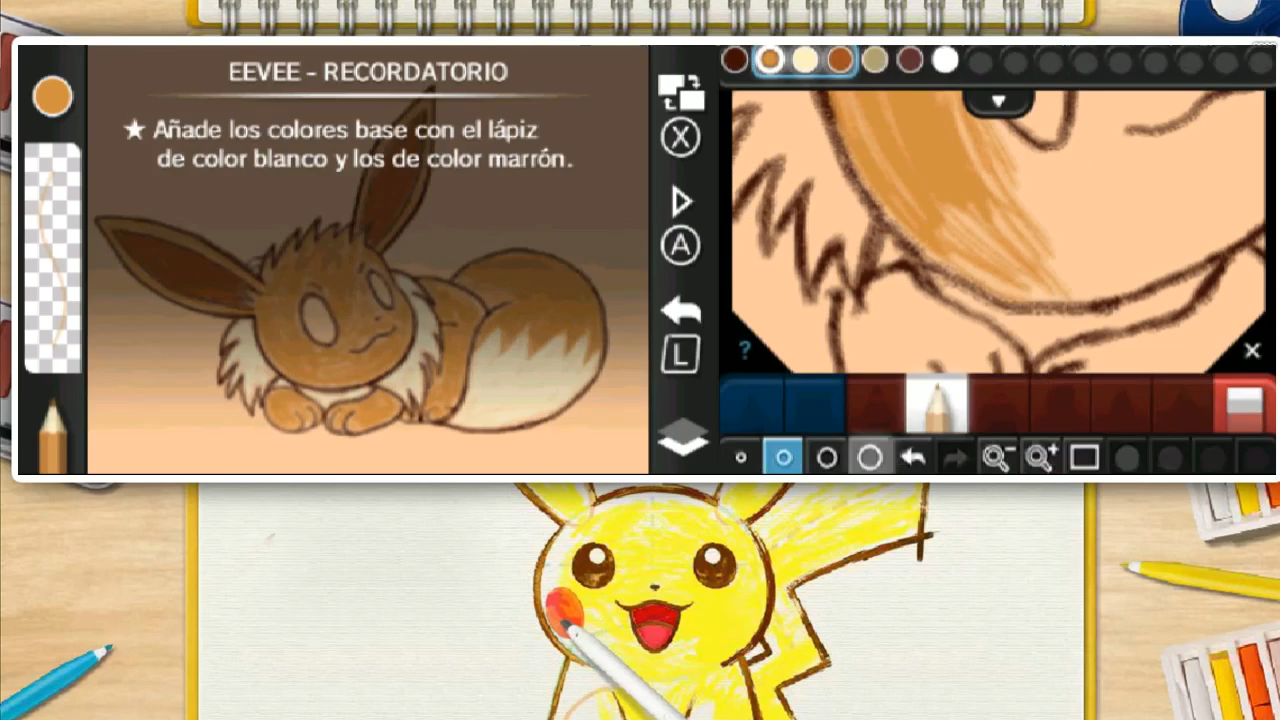 EEVEE - RECORDATORIO
★ Añade los colores base con el lápiz
de color blanco y los de color marrón.
X
A
L
?